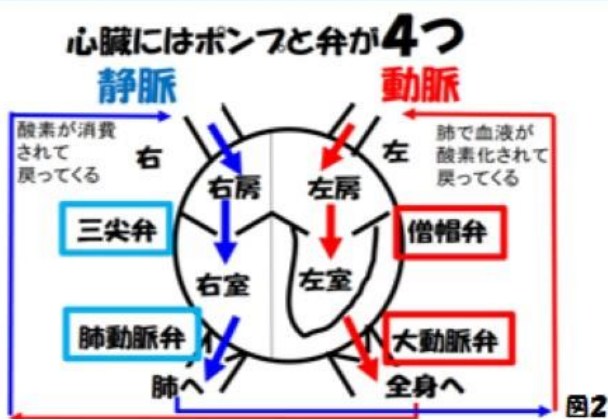 心臓にはポンプと弁が4つ
静脈
動脈
酸素が消費
されて
戻ってくる
右
左
肺で血液が
酸素化されて
戻ってくる
右房
左房
三尖弁
僧帽弁
右室
左室
肺動脈弁
大動脈弁
肺へ
全身へ
図2